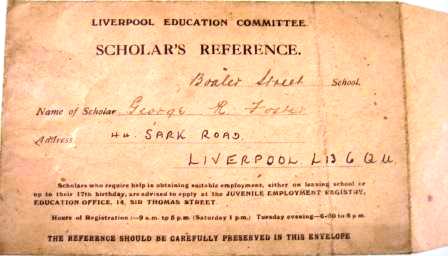 LIVERPOOL EDUCATION COMMITTEE.
SCHOLAR'S REFERENCE.
Boaler Street School.
Name of Scholar George R. Foster
Address 44 SARK ROAD
LIVERPOOL L13 6QU
Scholars who require help in obtaining suitable employment, either on leaving school or
up to their 17th birthday, are advised to apply at the JUVENILE EMPLOYMENT REGISTRY,
EDUCATION OFFICE, 14, SIR THOMAS STREET.
Hours of Registration :—9 a.m. to 5 p.m. (Saturday 1 p.m.) Tuesday evening—6-30 to 8 p.m.
THE REFERENCE SHOULD BE CAREFULLY PRESERVED IN THIS ENVELOPE